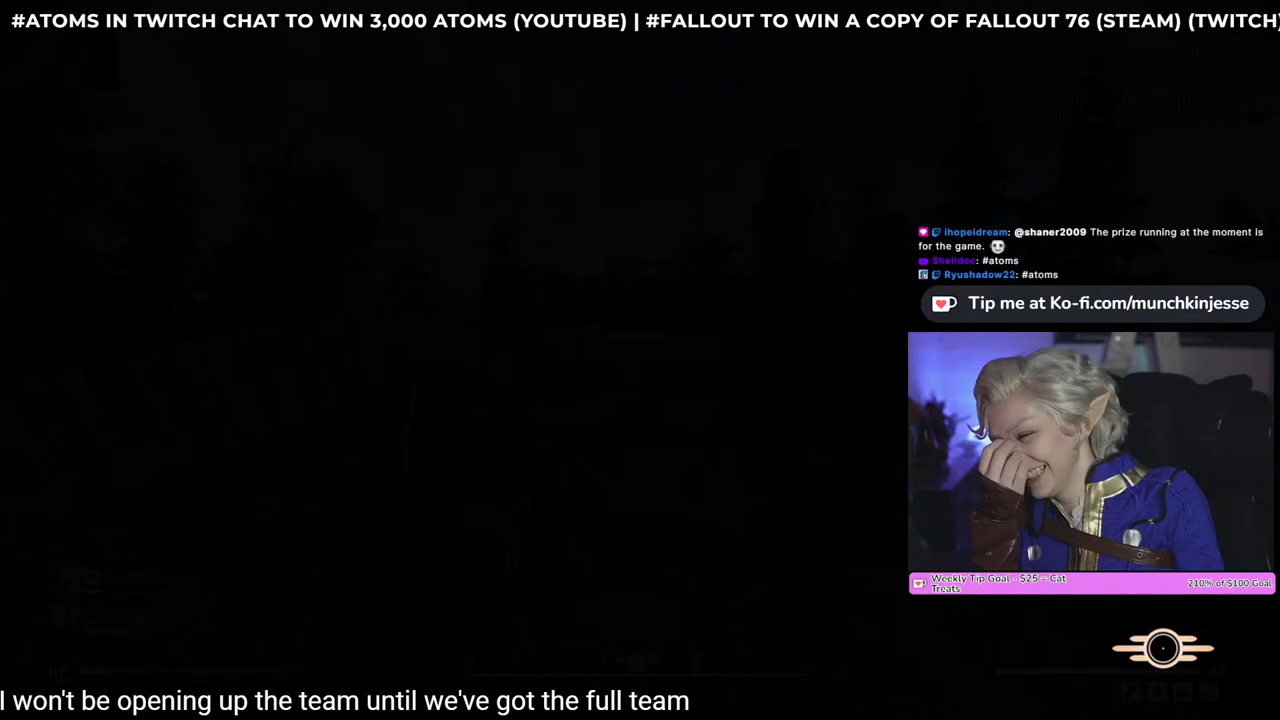 #ATOMS IN TWITCH CHAT TO WIN 3,000 ATOMS (YOUTUBE) | #FALLOUT TO WIN A COPY OF FALLOUT 76 (STEAM) (TWITCH)
ihopeidream: @shaner2009 The prize running at the moment is
for the game.
Shelldoc: #atoms
Ryushadow22: #atoms
Tip me at Ko-fi.com/munchkinjesse
Weekly Tip Goal - $25 = Cat
Treats
210% of $100 Goal
I won't be opening up the team until we've got the full team